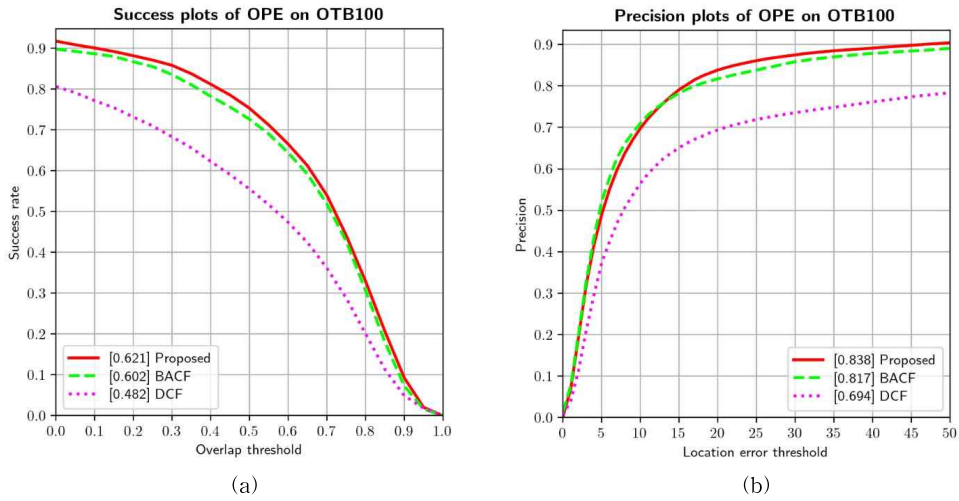 Success plots of OPE on OTB100
0.9
0.8
0.7
0.6
0.5
0.4
0.3
0.2
0.1
0.0
Success rate
[0.621] Proposed
[0.602] BACF
[0.482] DCF
0.0 0.1 0.2 0.3 0.4 0.5 0.6 0.7 0.8 0.9 1.0
Overlap threshold
(a)
Precision plots of OPE on OTB100
0.9
0.8
0.7
0.6
0.5
0.4
0.3
0.2
0.1
0.0
Precision
[0.838] Proposed
[0.817] BACF
[0.694] DCF
0 5 10 15 20 25 30 35 40 45 50
Location error threshold
(b)